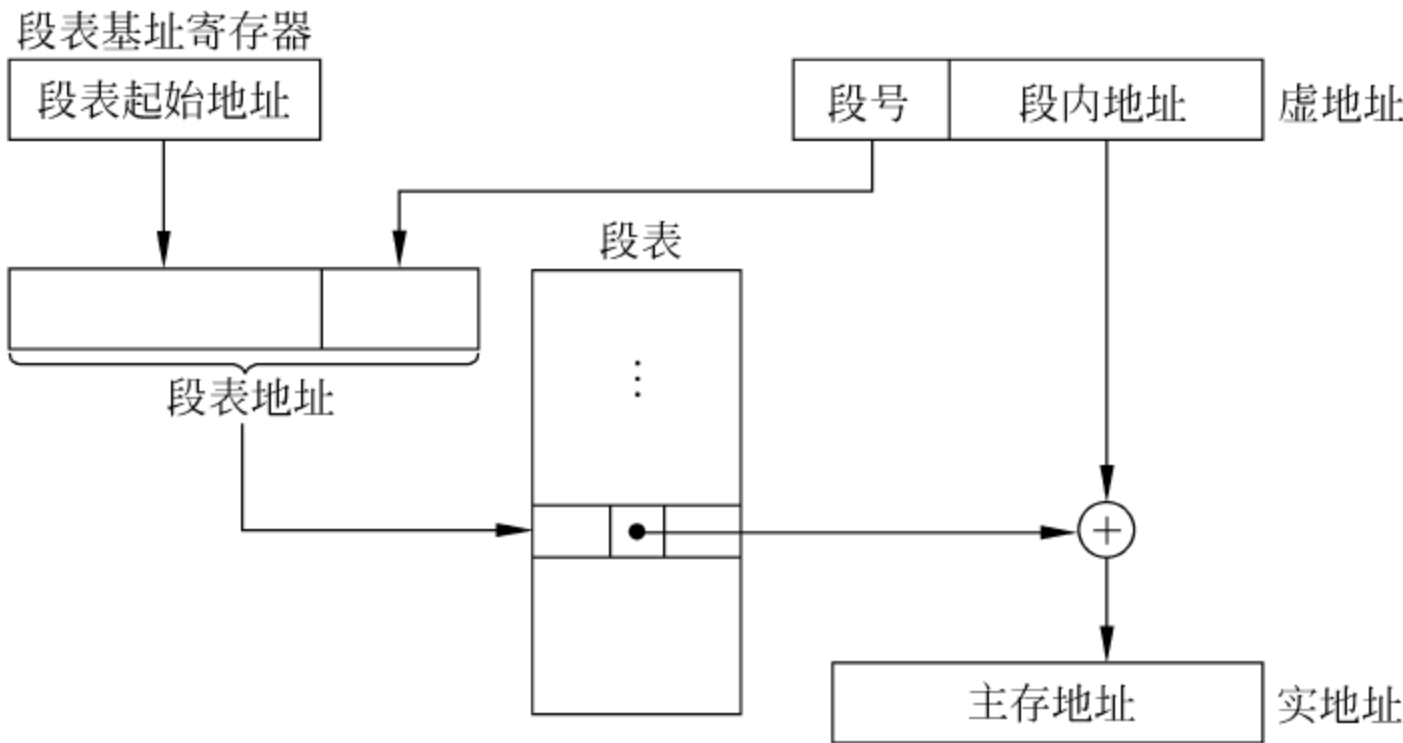 段表基址寄存器
段表起始地址
段号
段内地址
虚地址
段表
⋮
段表地址
+
主存地址
实地址